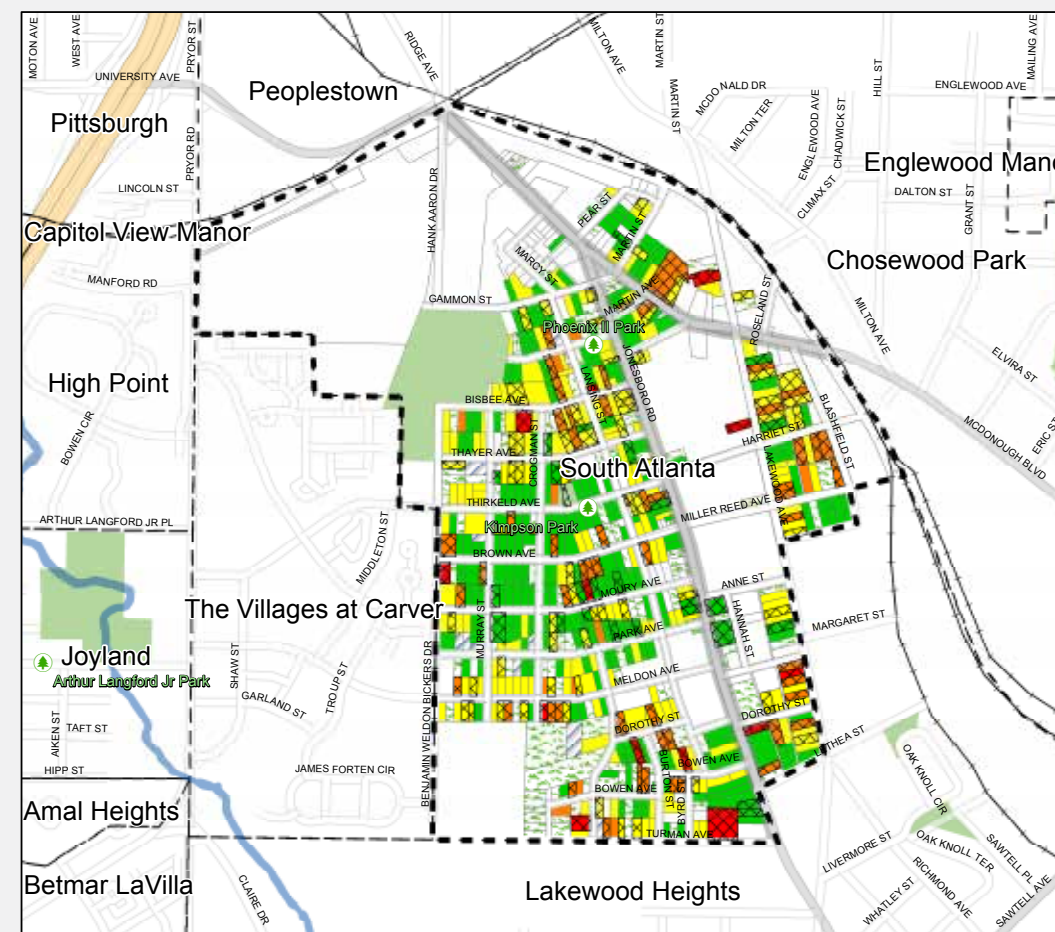 MOTON AVE
WEST AVE
PRYOR ST
RIDGE AVE
MILTON AVE
MARTIN ST
MAILING AVE
UNIVERSITY AVE
Peoplestown
MARTIN ST
MCDO NALD DR
HILL ST
ENGLEWOOD AVE
Pittsburgh
PRYOR RD
MILTON TER
ENGLEWOOD AVE
CHADWICK ST
Englewood Mano
LINCOLN ST
HANK AARON DR
PEAR ST
MARTIN ST
CLIMAX ST
DALTON ST
GRANT ST
Capitol View Manor
MARCY ST
Chosewood Park
MANFORD RD
GAMMON ST
MARTIN AVE
ROSELAND ST
MILTON AVE
Phoenix II Park
JONESBORO RD
ELVIRA ST
High Point
LANSING ST
BISBEE AVE
BOWEN CIR
CROGMAN ST
BLASHFIELD ST
MCDONOUGH BLVD
ERIC ST
THAYER AVE
HARRIET ST
South Atlanta
LAKEWOOD AVE
THIRKELD AVE
MILLER REED AVE
ARTHUR LANGFORD JR PL
Kimpson Park
MIDDLETON ST
BROWN AVE
MOURY AVE
ANNE ST
The Villages at Carver
MURRAY ST
HANNAH ST
MARGARET ST
PARK AVE
Joyland
SHAW ST
TROUP ST
MELDON AVE
Arthur Langford Jr Park
GARLAND ST
BENJAMIN WELDON BICKERS DR
DOROTHY ST
DOROTHY ST
AIKEN ST
TAFT ST
LETHEA ST
HIPP ST
JAMES FORTEN CIR
BURTON ST
BOWEN AVE
OAK KNOLL CIR
BOWEN AVE
BYRD ST
Amal Heights
TURMAN AVE
LIVERMORE ST
OAK KNOLL TER
SAWTELL PL
Betmar LaVilla
CLAIRE DR
Lakewood Heights
WHATLEY ST
RICHMOND AVE
SAWTELL AVE